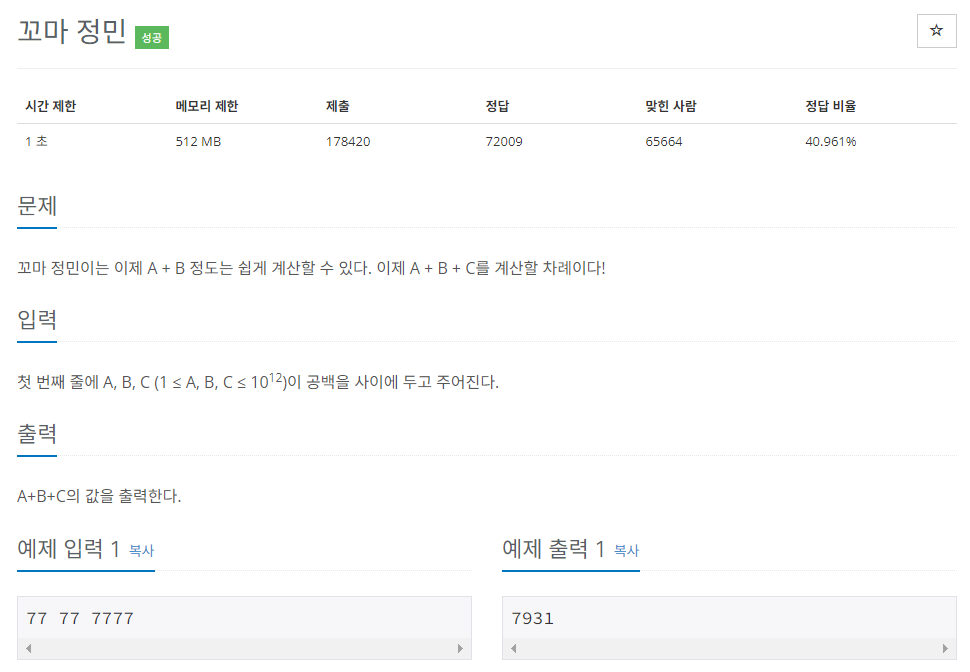 꼬마 정민 성공
☆
시간 제한 메모리 제한 제출 정답 맞힌 사람 정답 비율
1 초 512 MB 178420 72009 65664 40.961%
문제
꼬마 정민이는 이제 A + B 정도는 쉽게 계산할 수 있다. 이제 A + B + C를 계산할 차례이다!
입력
첫 번째 줄에 A, B, C (1 ≤ A, B, C ≤ 10¹²)이 공백을 사이에 두고 주어진다.
출력
A+B+C의 값을 출력한다.
예제 입력 1 복사
77 77 7777
예제 출력 1 복사
7931